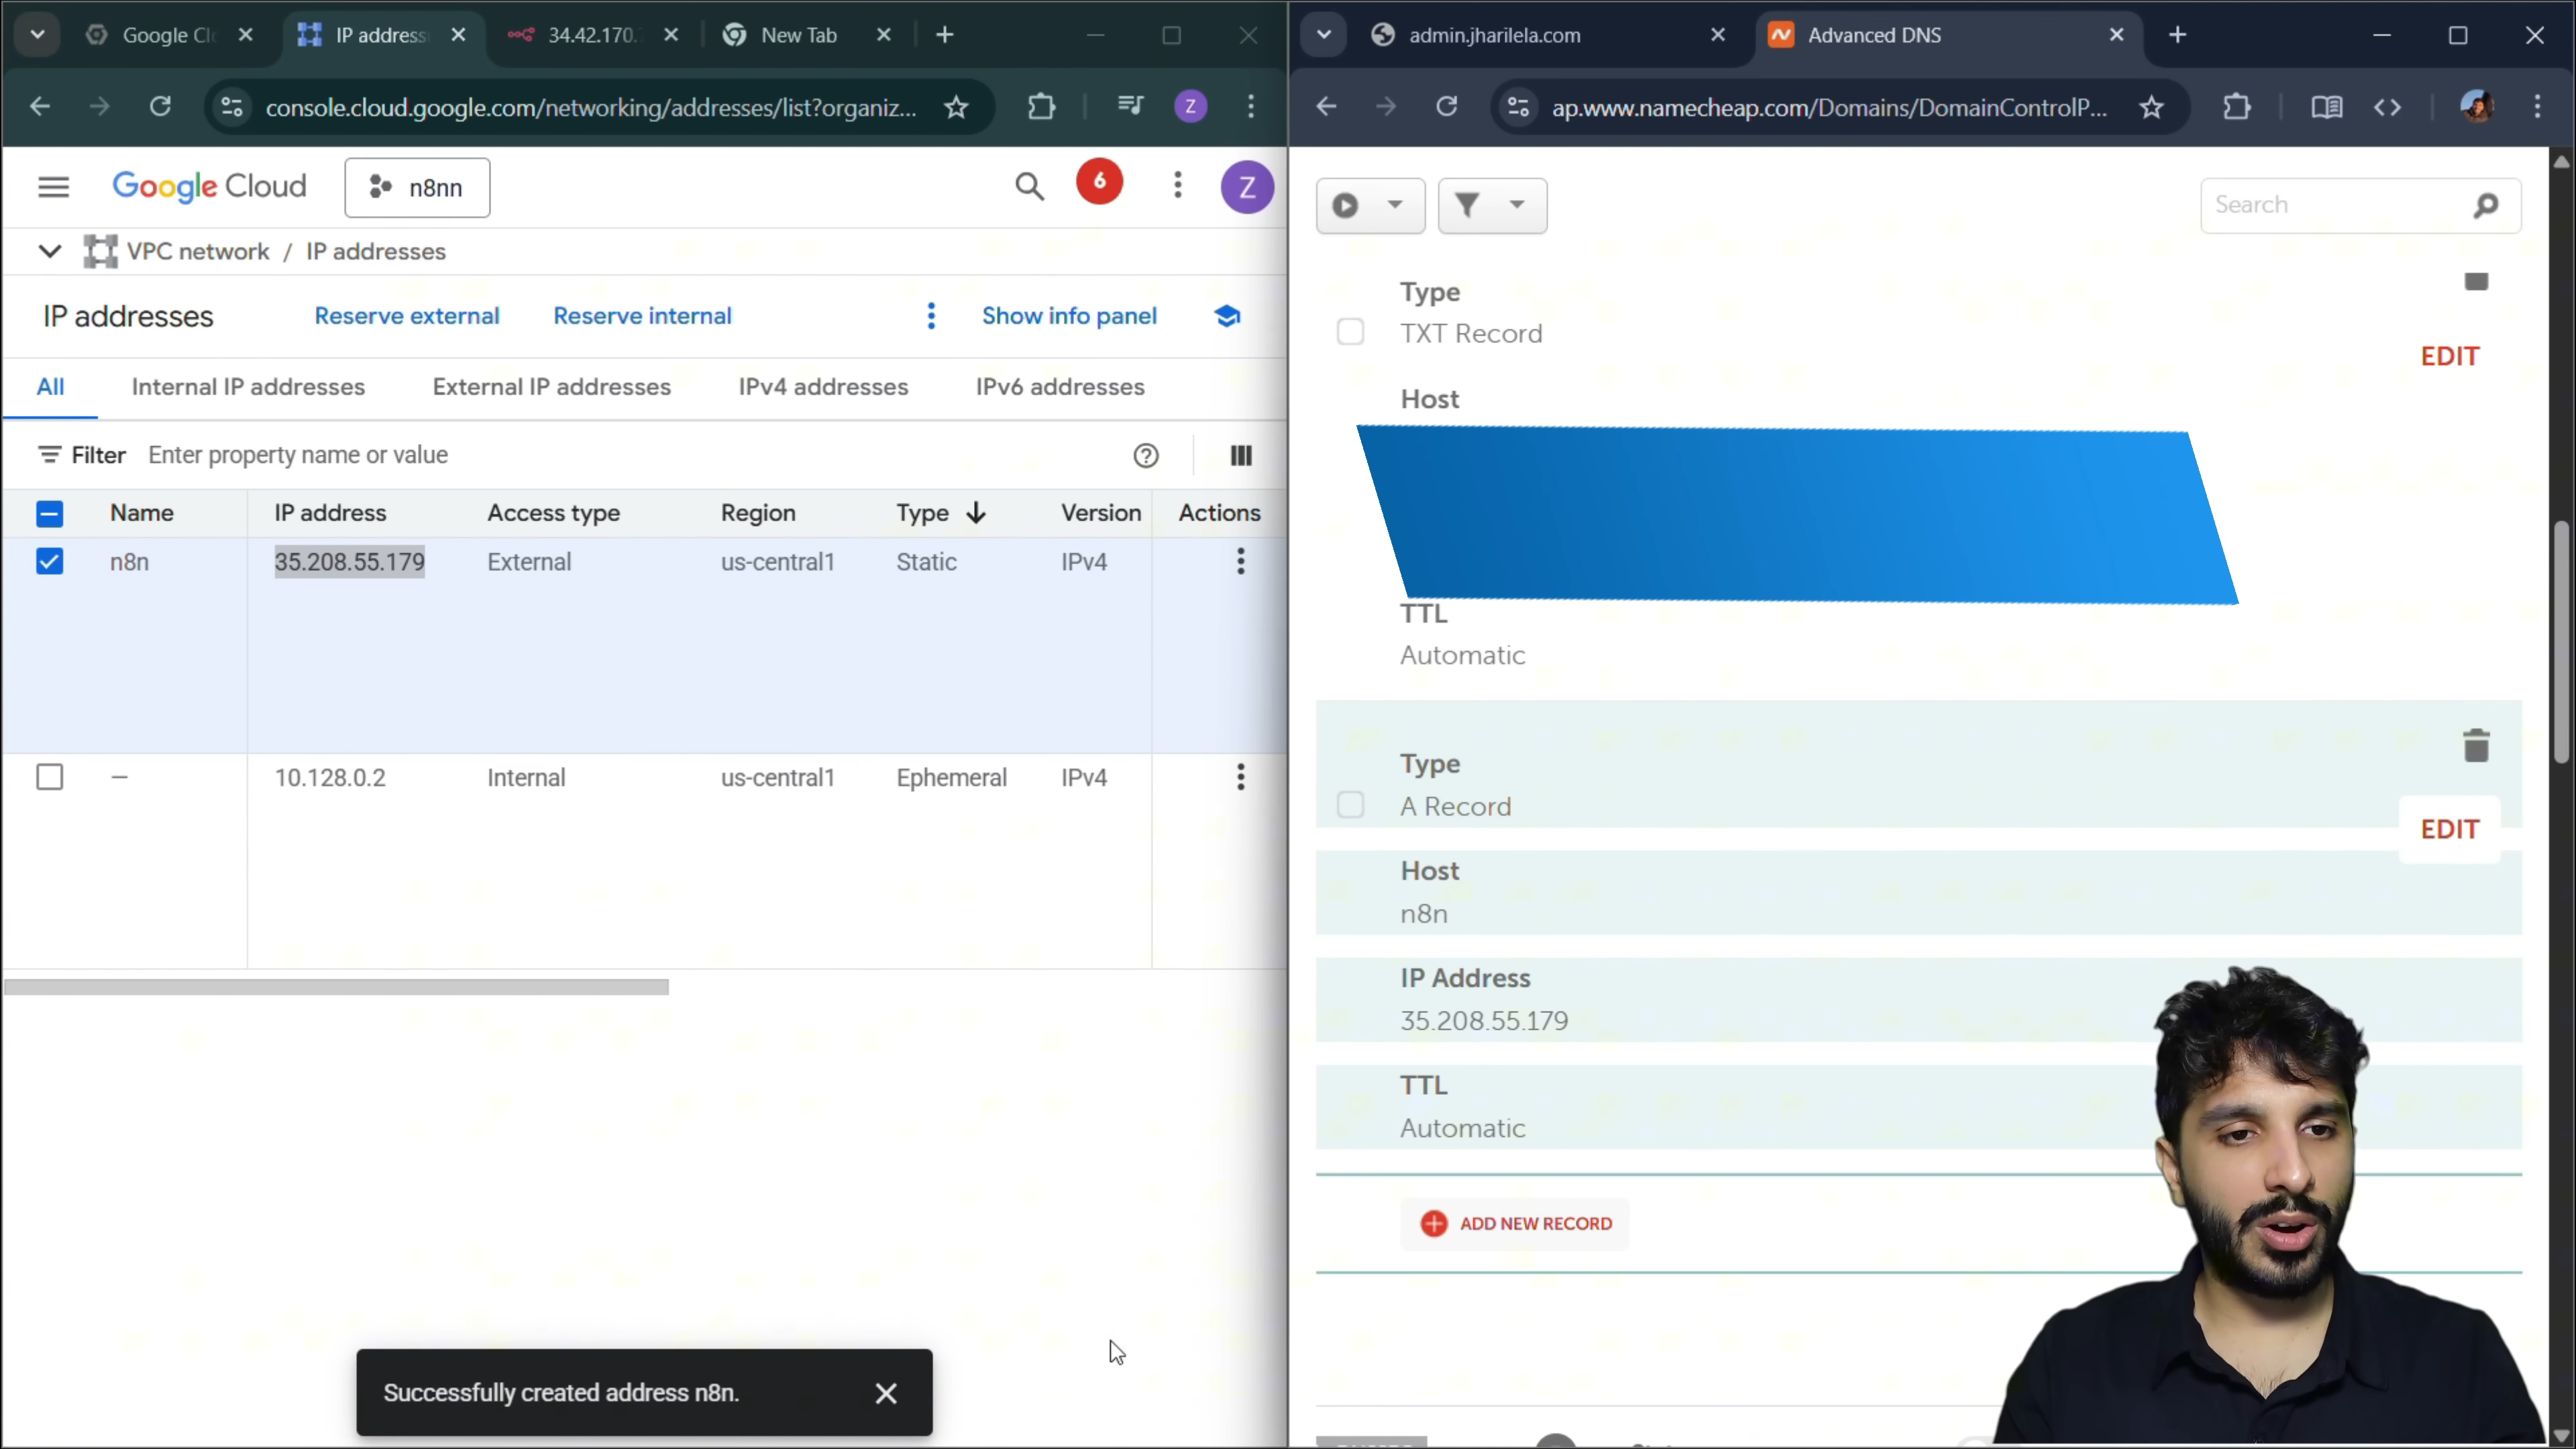 Google Cl
IP address
34.42.170.
New Tab
console.cloud.google.com/networking/addresses/list?organiz...
Z
Google Cloud
n8nn
6
Z
VPC network / IP addresses
IP addresses
Reserve external
Reserve internal
Show info panel
All
Internal IP addresses
External IP addresses
IPv4 addresses
IPv6 addresses
Filter Enter property name or value
Name IP address Access type Region Type Version Actions
n8n 35.208.55.179 External us-central1 Static IPv4
– 10.128.0.2 Internal us-central1 Ephemeral IPv4
Successfully created address n8n.
admin.jharilela.com
Advanced DNS
ap.www.namecheap.com/Domains/DomainControlP...
Search
Type
TXT Record
EDIT
Host
TTL
Automatic
Type
A Record
EDIT
Host
n8n
IP Address
35.208.55.179
TTL
Automatic
ADD NEW RECORD